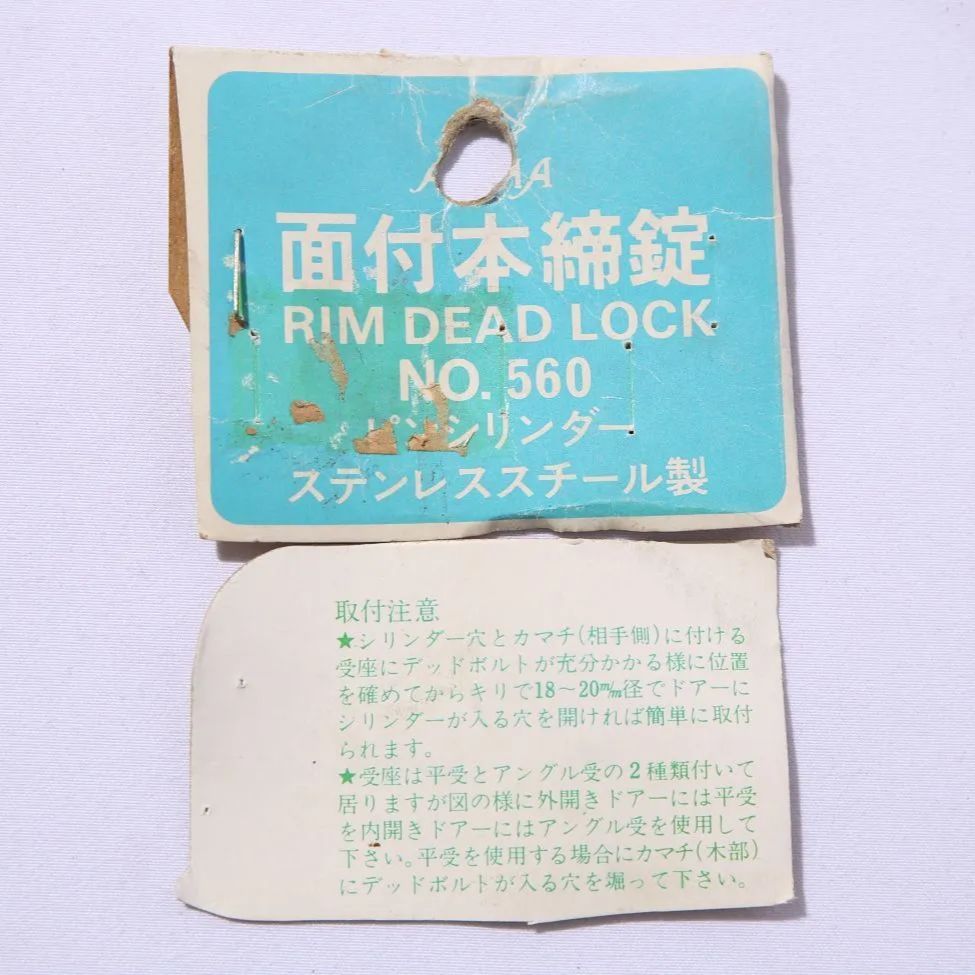 面付本締錠
RIM DEAD LOCK
NO. 560
ピンシリンダー
ステンレススチール製
取付注意
★シリンダー穴とカマチ(相手側)に付ける
受座にデッドボルトが充分かかる様に位置
を確めてからキリで18〜20㎜径でドアーに
シリンダーが入る穴を開ければ簡単に取付
られます。
★受座は平受とアングル受の2種類付いて
居りますが図の様に外開きドアーには平受
を内開きドアーにはアングル受を使用して
下さい。平受を使用する場合にカマチ(木部)
にデッドボルトが入る穴を堀って下さい。